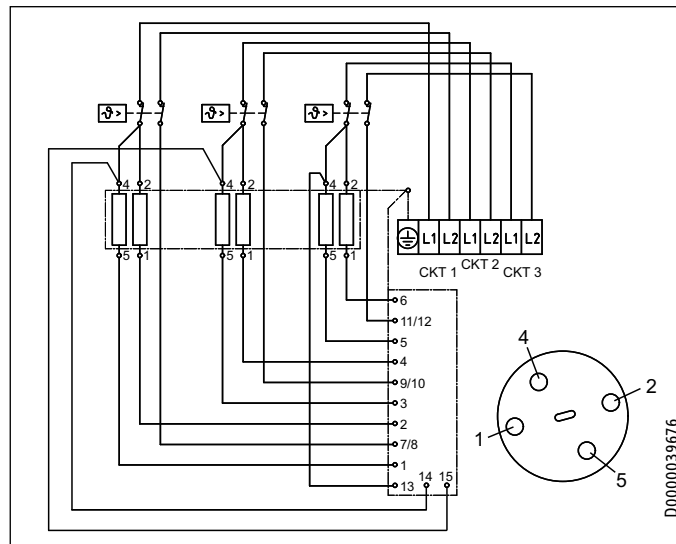 ϑ> ϑ> ϑ>
4 2 4 2 4 2
5 1 5 1 5 1
L1 L2 L1 L2 L1 L2
CKT 1 CKT 2 CKT 3
6
11/12
5
4
9/10
3
2
7/8
1
13 14 15
4
2
1
5
D0000039676